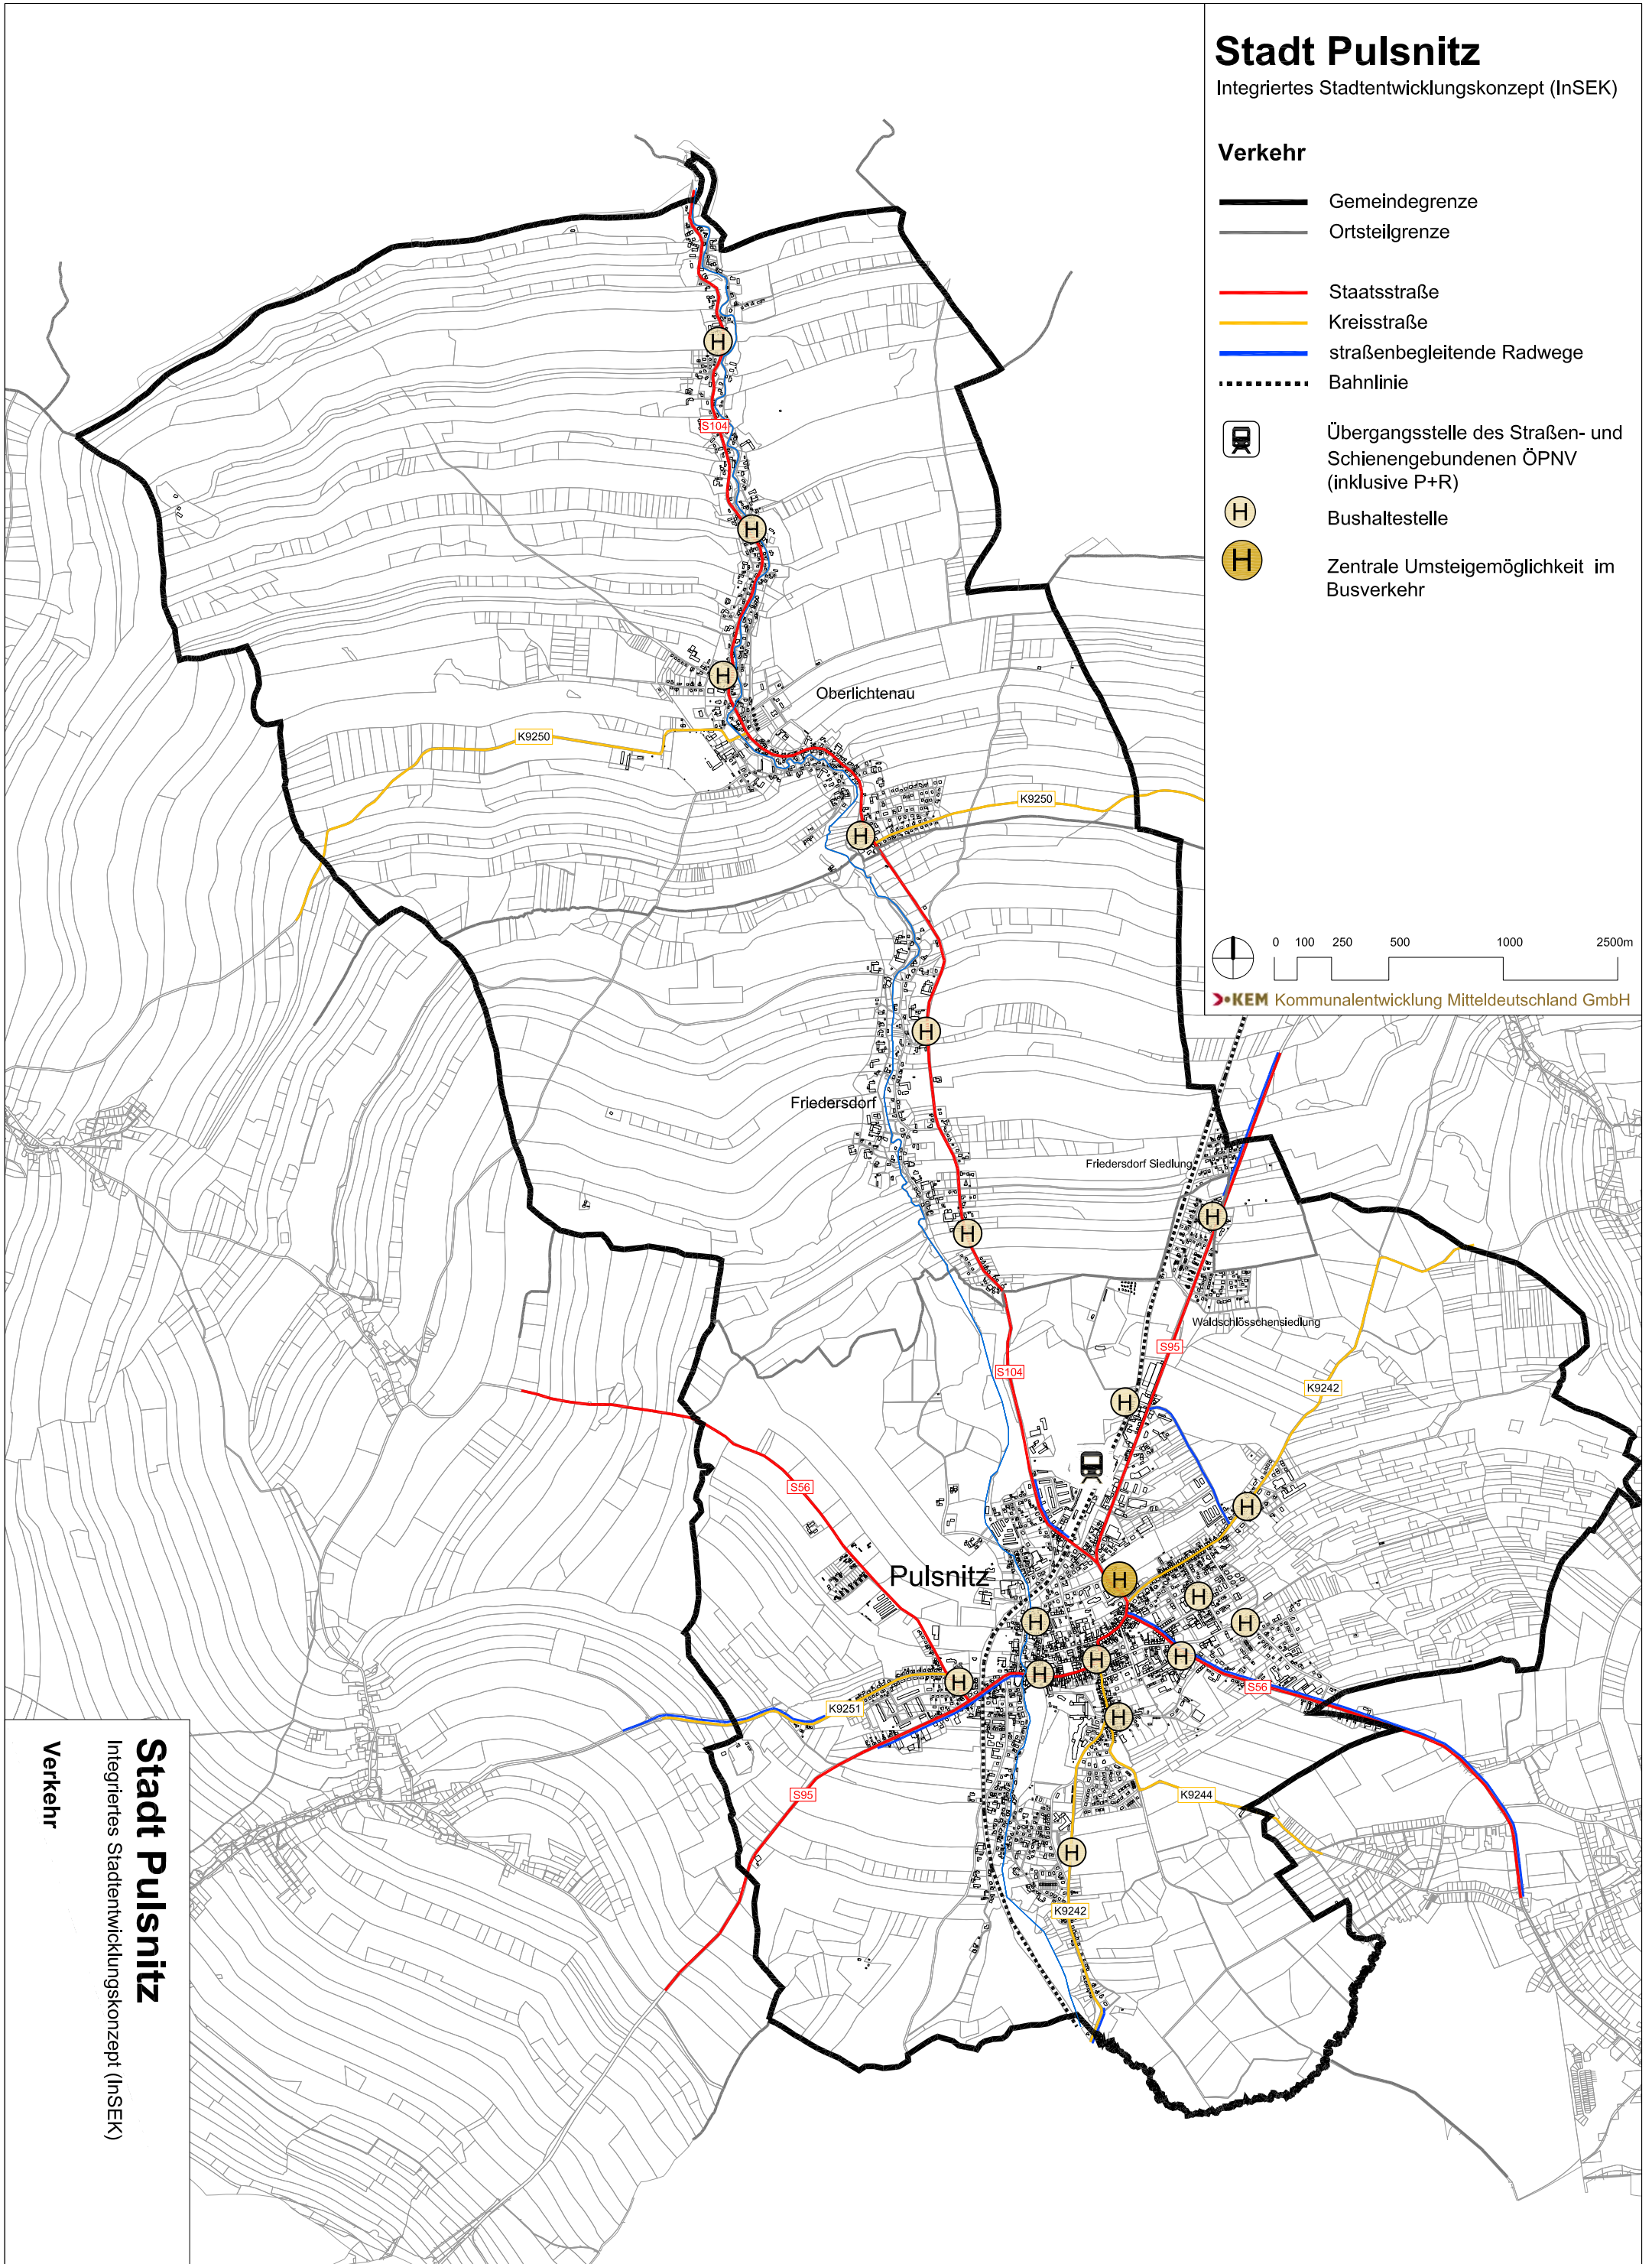 Stadt Pulsnitz
Integriertes Stadtentwicklungskonzept (InSEK)
Verkehr
Gemeindegrenze
Ortsteilgrenze
Staatsstraße
Kreisstraße
straßenbegleitende Radwege
Bahnlinie
Übergangsstelle des Straßen- und
Schienengebundenen ÖPNV
(inklusive P+R)
H
Bushaltestelle
H
Zentrale Umsteigemöglichkeit im
Busverkehr
0 100 250 500 1000 2500m
KEM Kommunalentwicklung Mitteldeutschland GmbH
H
S104
H
H
Oberlichtenau
K9250
K9250
H
H
Friedersdorf
Friedersdorf Siedlung
H
H
Waldschlösschensiedlung
S95
S104
K9242
H
S56
H
Pulsnitz
H
H
H
H
H
H
H
H
S56
K9251
H
K9244
S95
H
K9242
Stadt Pulsnitz
Integriertes Stadtentwicklungskonzept (InSEK)
Verkehr